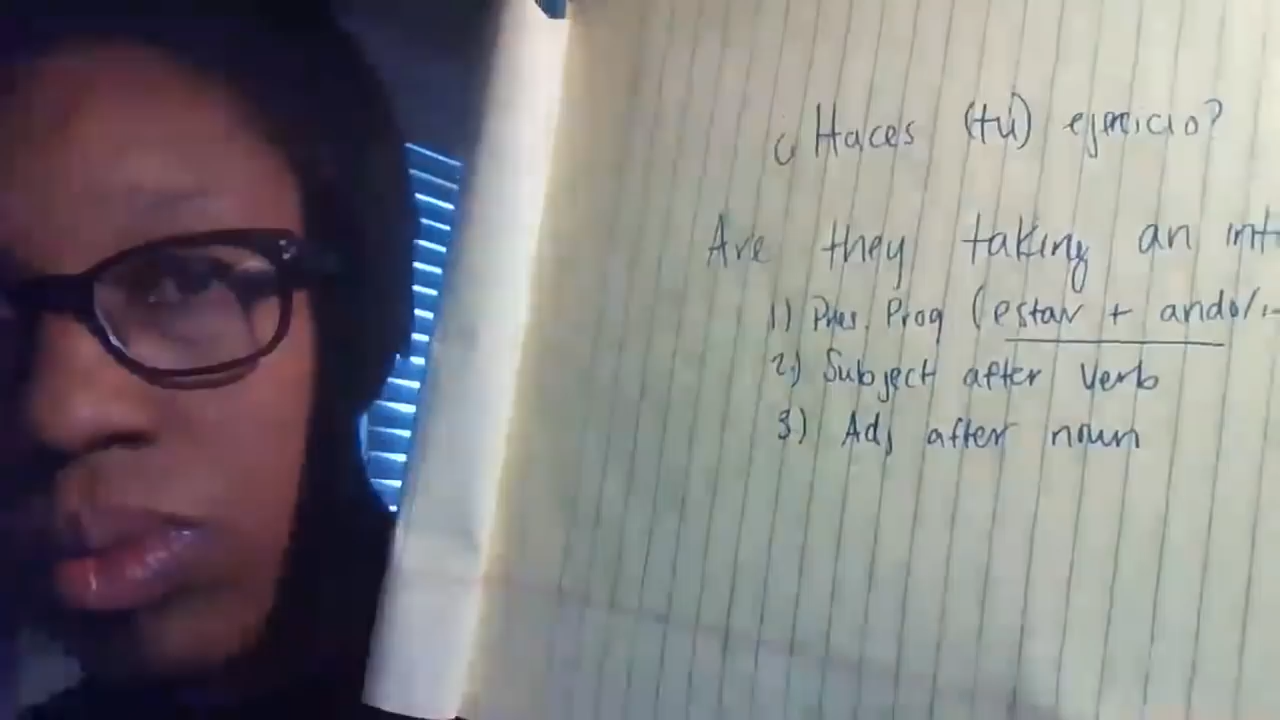 ¿Haces (tú) ejercicio?
Are they taking an int
1) Pres. Prog (estar + ando/
2) Subject after verb
3) Adj after noun